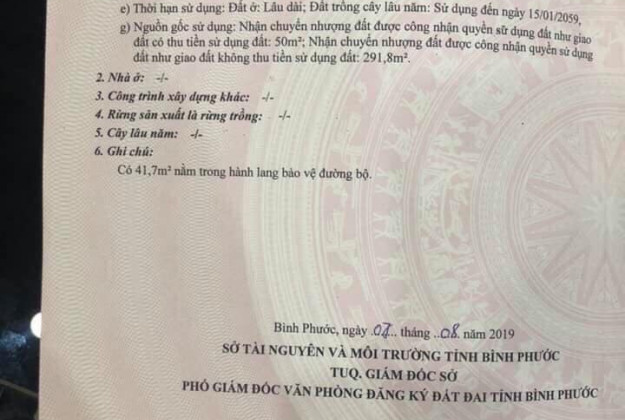 e) Thời hạn sử dụng: Đất ở: Lâu dài; Đất trồng cây lâu năm: Sử dụng đến ngày 15/01/2059,
g) Nguồn gốc sử dụng: Nhận chuyển nhượng đất được công nhận quyền sử dụng đất như giao
đất có thu tiền sử dụng đất: 50m²; Nhận chuyển nhượng đất được công nhận quyền sử dụng
đất như giao đất không thu tiền sử dụng đất: 291,8m².
2. Nhà ở: -/-
3. Công trình xây dựng khác: -/-
4. Rừng sản xuất là rừng trồng: -/-
5. Cây lâu năm: -/-
6. Ghi chú:
Có 41,7m² nằm trong hành lang bảo vệ đường bộ.
Bình Phước, ngày .07.. tháng ..08. năm 2019
SỞ TÀI NGUYÊN VÀ MÔI TRƯỜNG TỈNH BÌNH PHƯỚC
TUQ. GIÁM ĐỐC SỞ
PHÓ GIÁM ĐỐC VĂN PHÒNG ĐĂNG KÝ ĐẤT ĐAI TỈNH BÌNH PHƯỚC